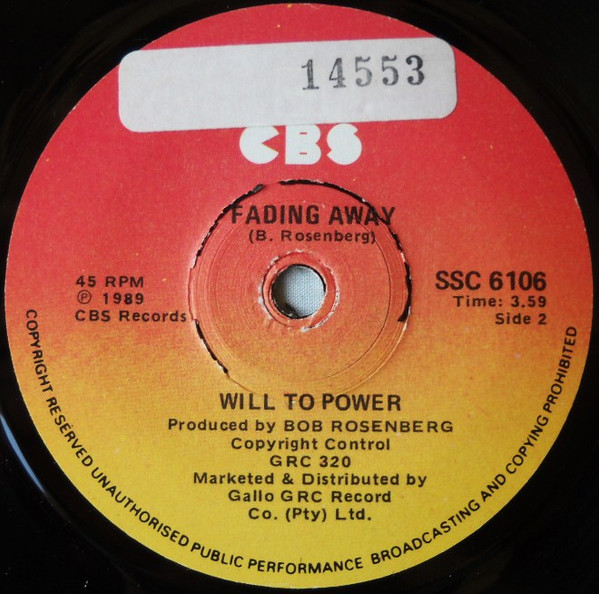 14553
CBS
FADING AWAY
(B. Rosenberg)
45 RPM
℗ 1989
CBS Records
SSC 6106
Time: 3.59
Side 2
WILL TO POWER
Produced by BOB ROSENBERG
Copyright Control
GRC 320
Marketed & Distributed by
Gallo GRC Record
Co. (Pty) Ltd.
COPYRIGHT RESERVED UNAUTHORISED PUBLIC PERFORMANCE BROADCASTING AND COPYING PROHIBITED